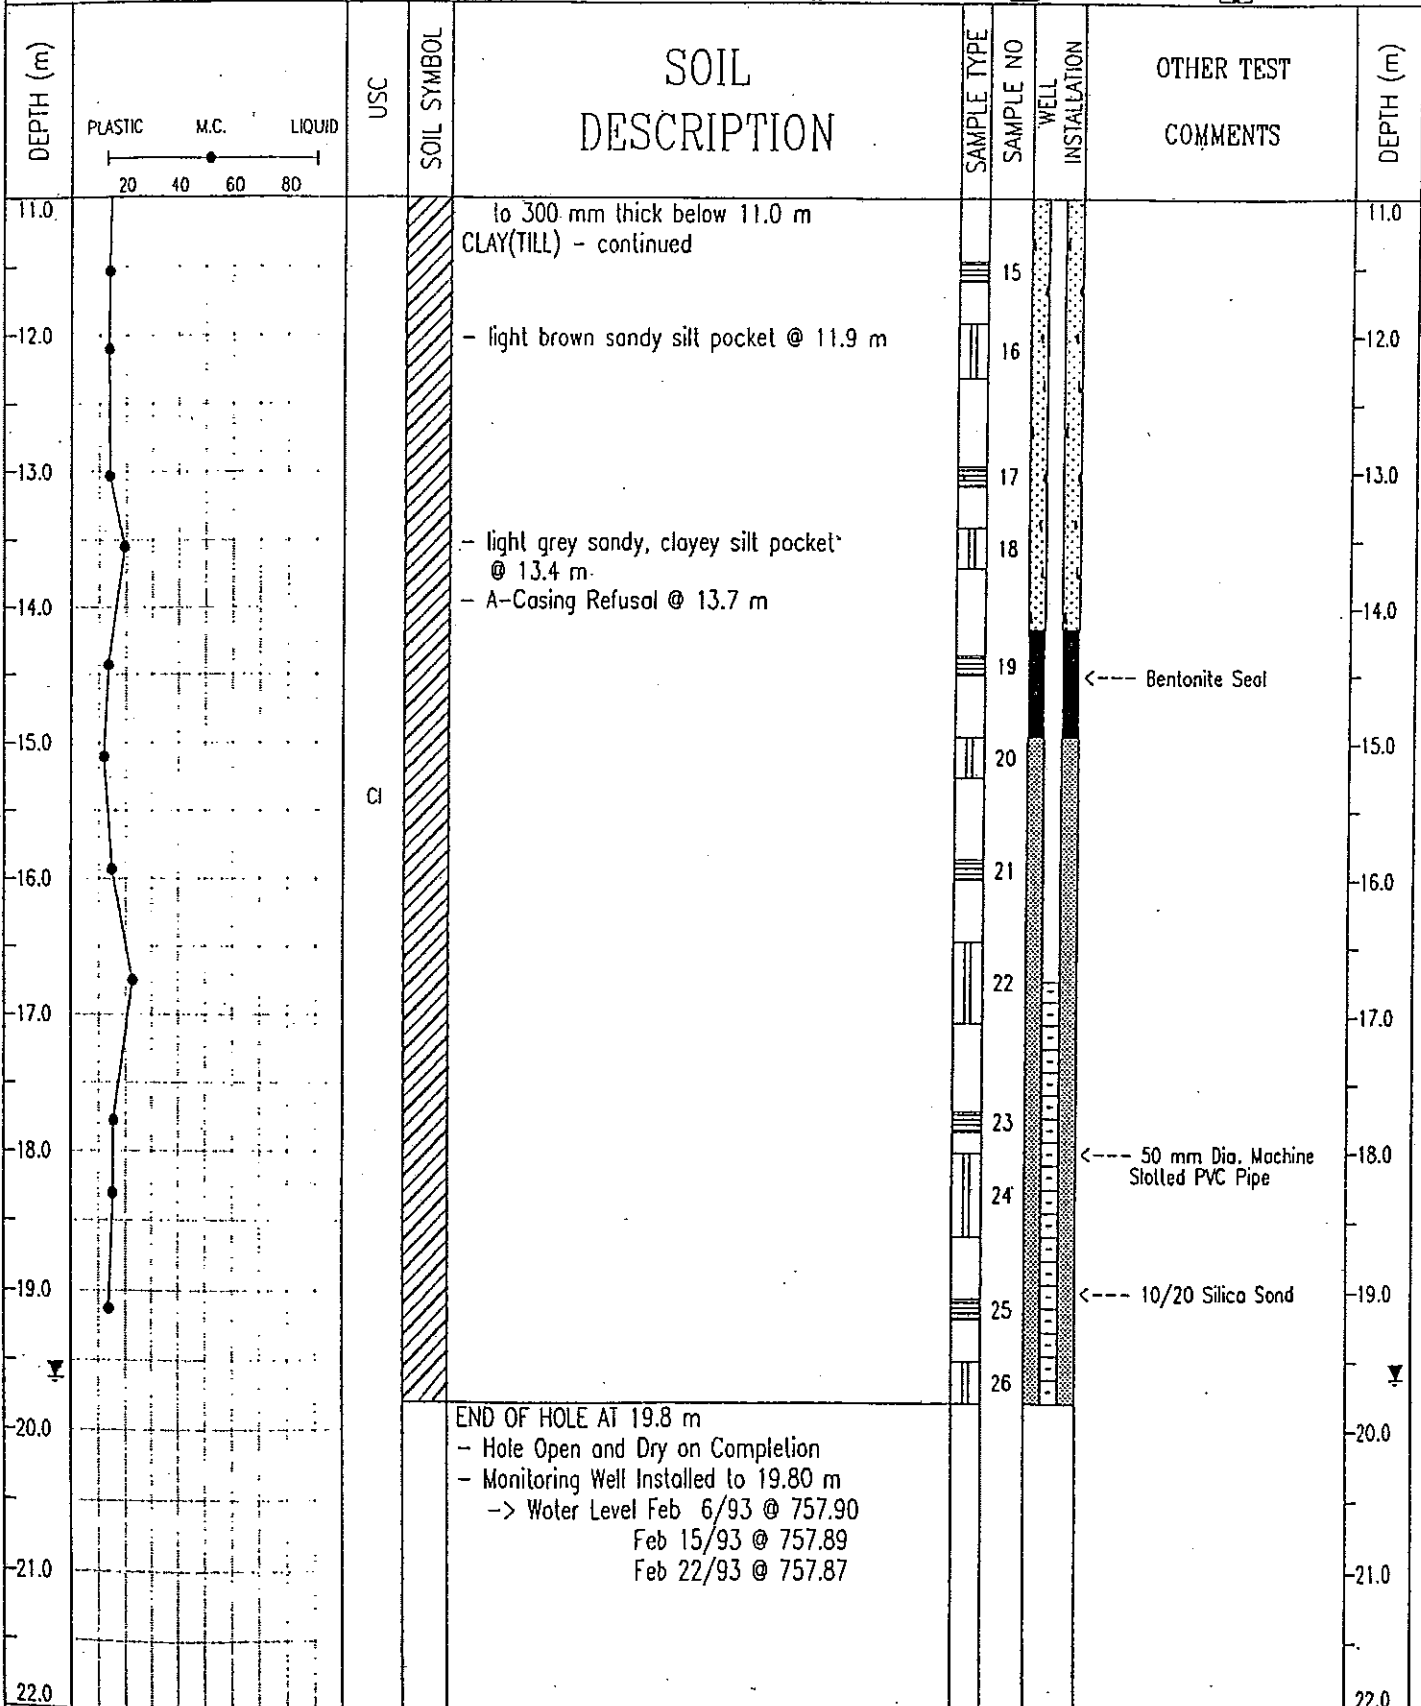 DEPTH (m)
PLASTIC M.C. LIQUID
20 40 60 80
USC
SOIL SYMBOL
SOIL
DESCRIPTION
SAMPLE TYPE
SAMPLE NO
WELL
INSTALLATION
OTHER TEST
COMMENTS
DEPTH (m)
11.0
to 300 mm thick below 11.0 m
11.0
CLAY(TILL) - continued
15
-12.0
- light brown sandy silt pocket @ 11.9 m
16
-12.0
-13.0
17
-13.0
- light grey sandy, clayey silt pocket
18
@ 13.4 m
-14.0
- A-Casing Refusal @ 13.7 m
-14.0
19
<--- Bentonite Seal
-15.0
20
-15.0
CI
-16.0
21
-16.0
22
-17.0
-17.0
23
-18.0
<--- 50 mm Dia. Machine
Slotted PVC Pipe
-18.0
24
-19.0
25
<--- 10/20 Silica Sand
-19.0
26
-20.0
END OF HOLE AT 19.8 m
-20.0
- Hole Open and Dry on Completion
- Monitoring Well Installed to 19.80 m
-> Water Level Feb 6/93 @ 757.90
Feb 15/93 @ 757.89
-21.0
Feb 22/93 @ 757.87
-21.0
22.0
22.0